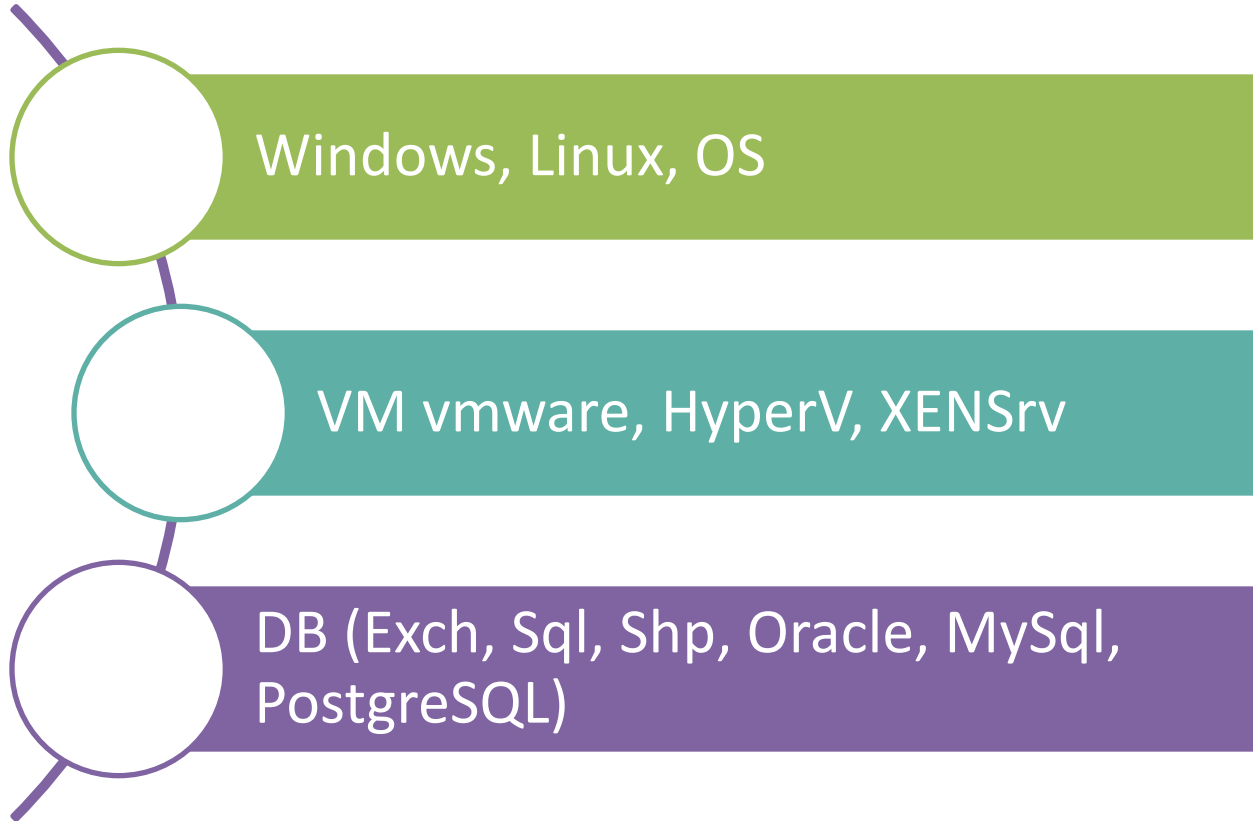 Windows, Linux, OS
VM vmware, HyperV, XENSrv
DB (Exch, Sql, Shp, Oracle, MySql,
PostgreSQL)